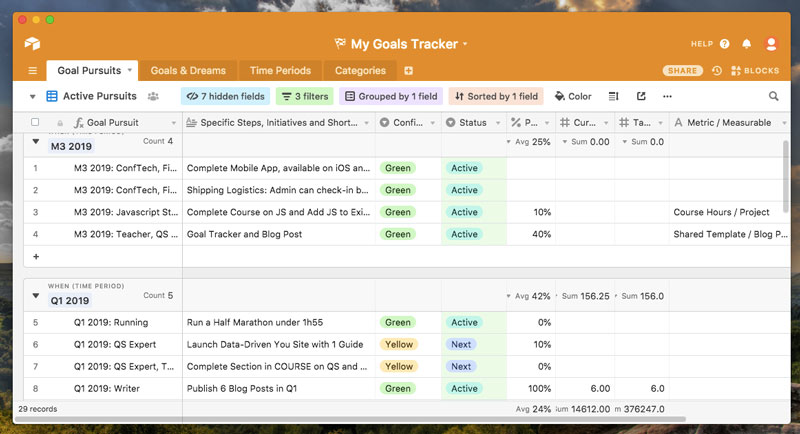 My Goals Tracker
HELP
Goal Pursuits Goals & Dreams Time Periods Categories
SHARE BLOCKS
Active Pursuits 7 hidden fields 3 filters Grouped by 1 field Sorted by 1 field Color
Goal Pursuit Specific Steps, Initiatives and Short... Confi... Status P... Cur... Ta... Metric / Measurable
WHEN (TIME PERIOD)
M3 2019 Count 4 Avg 25% Sum 0.00 Sum 0.0
1 M3 2019: ConfTech, Fi... Complete Mobile App, available on iOS an... Green Active
2 M3 2019: ConfTech, Fi... Shipping Logistics: Admin can check-in b... Green Active
3 M3 2019: Javascript St... Complete Course on JS and Add JS to Exi... Green Active 10% Course Hours / Project
4 M3 2019: Teacher, QS ... Goal Tracker and Blog Post Green Active 40% Shared Template / Blog P...
+
WHEN (TIME PERIOD)
Q1 2019 Count 5 Avg 42% Sum 156.25 Sum 156.0
5 Q1 2019: Running Run a Half Marathon under 1h55 Green Active 0%
6 Q1 2019: QS Expert Launch Data-Driven You Site with 1 Guide Yellow Next 10%
7 Q1 2019: QS Expert, T... Complete Section in COURSE on QS and ... Yellow Next 0%
8 Q1 2019: Writer Publish 6 Blog Posts in Q1 Green Active 100% 6.00 6.0
29 records Avg 24% Sum 14612.00 m 376247.0